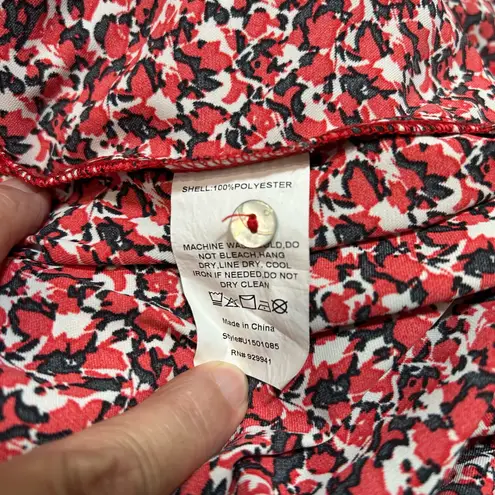 SHELL:100%POLYESTER
MACHINE WASH COLD,DO
NOT BLEACH.HANG
DRY,LINE DRY, COOL
IRON IF NEEDED,DO NOT
DRY CLEAN
Made in China
Style#U1501085
RN# 929941